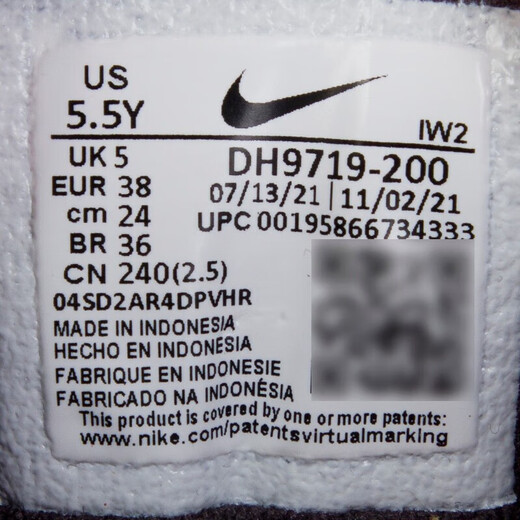 US
5.5Y
IW2
UK 5
DH9719-200
EUR 38
07/13/21 | 11/02/21
cm 24
UPC 00195866734333
BR 36
CN 240(2.5)
04SD2AR4DPVHR
MADE IN INDONESIA
HECHO EN INDONESIA
FABRIQUE EN INDONESIE
FABRICADO NA INDONÉSIA
This product is covered by one or more patents:
www.nike.com/patentsvirtualmarking